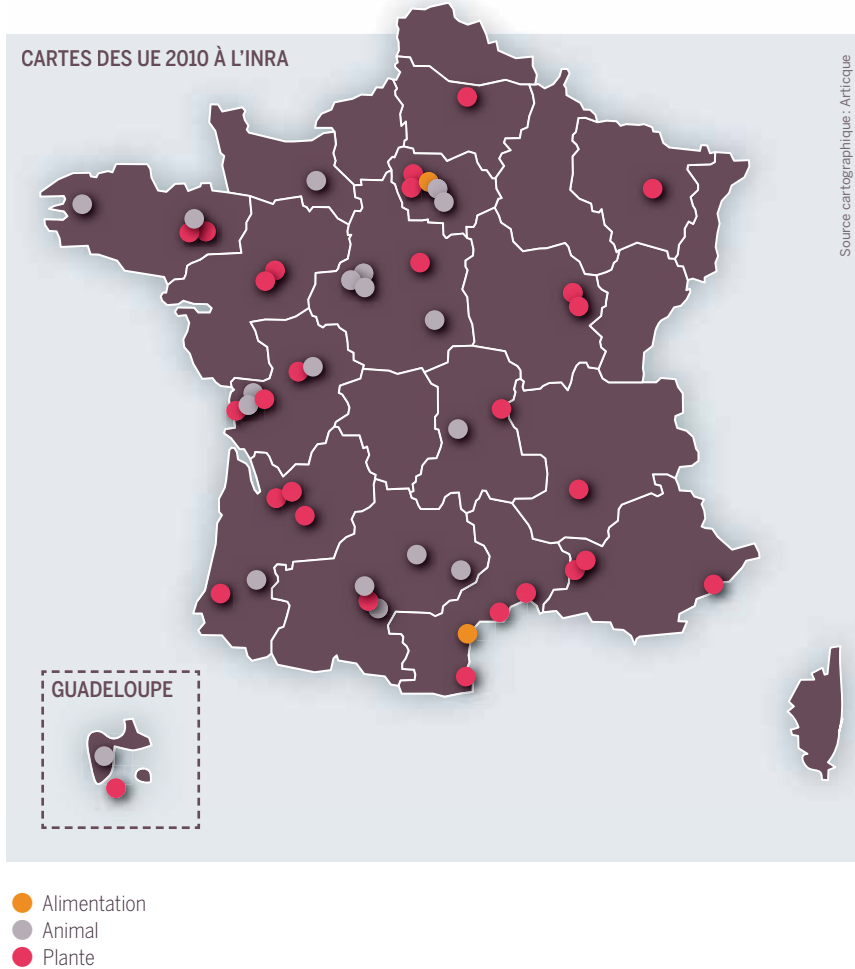 CARTES DES UE 2010 À L'INRA
Source cartographique : Articque
GUADELOUPE
Alimentation
Animal
Plante